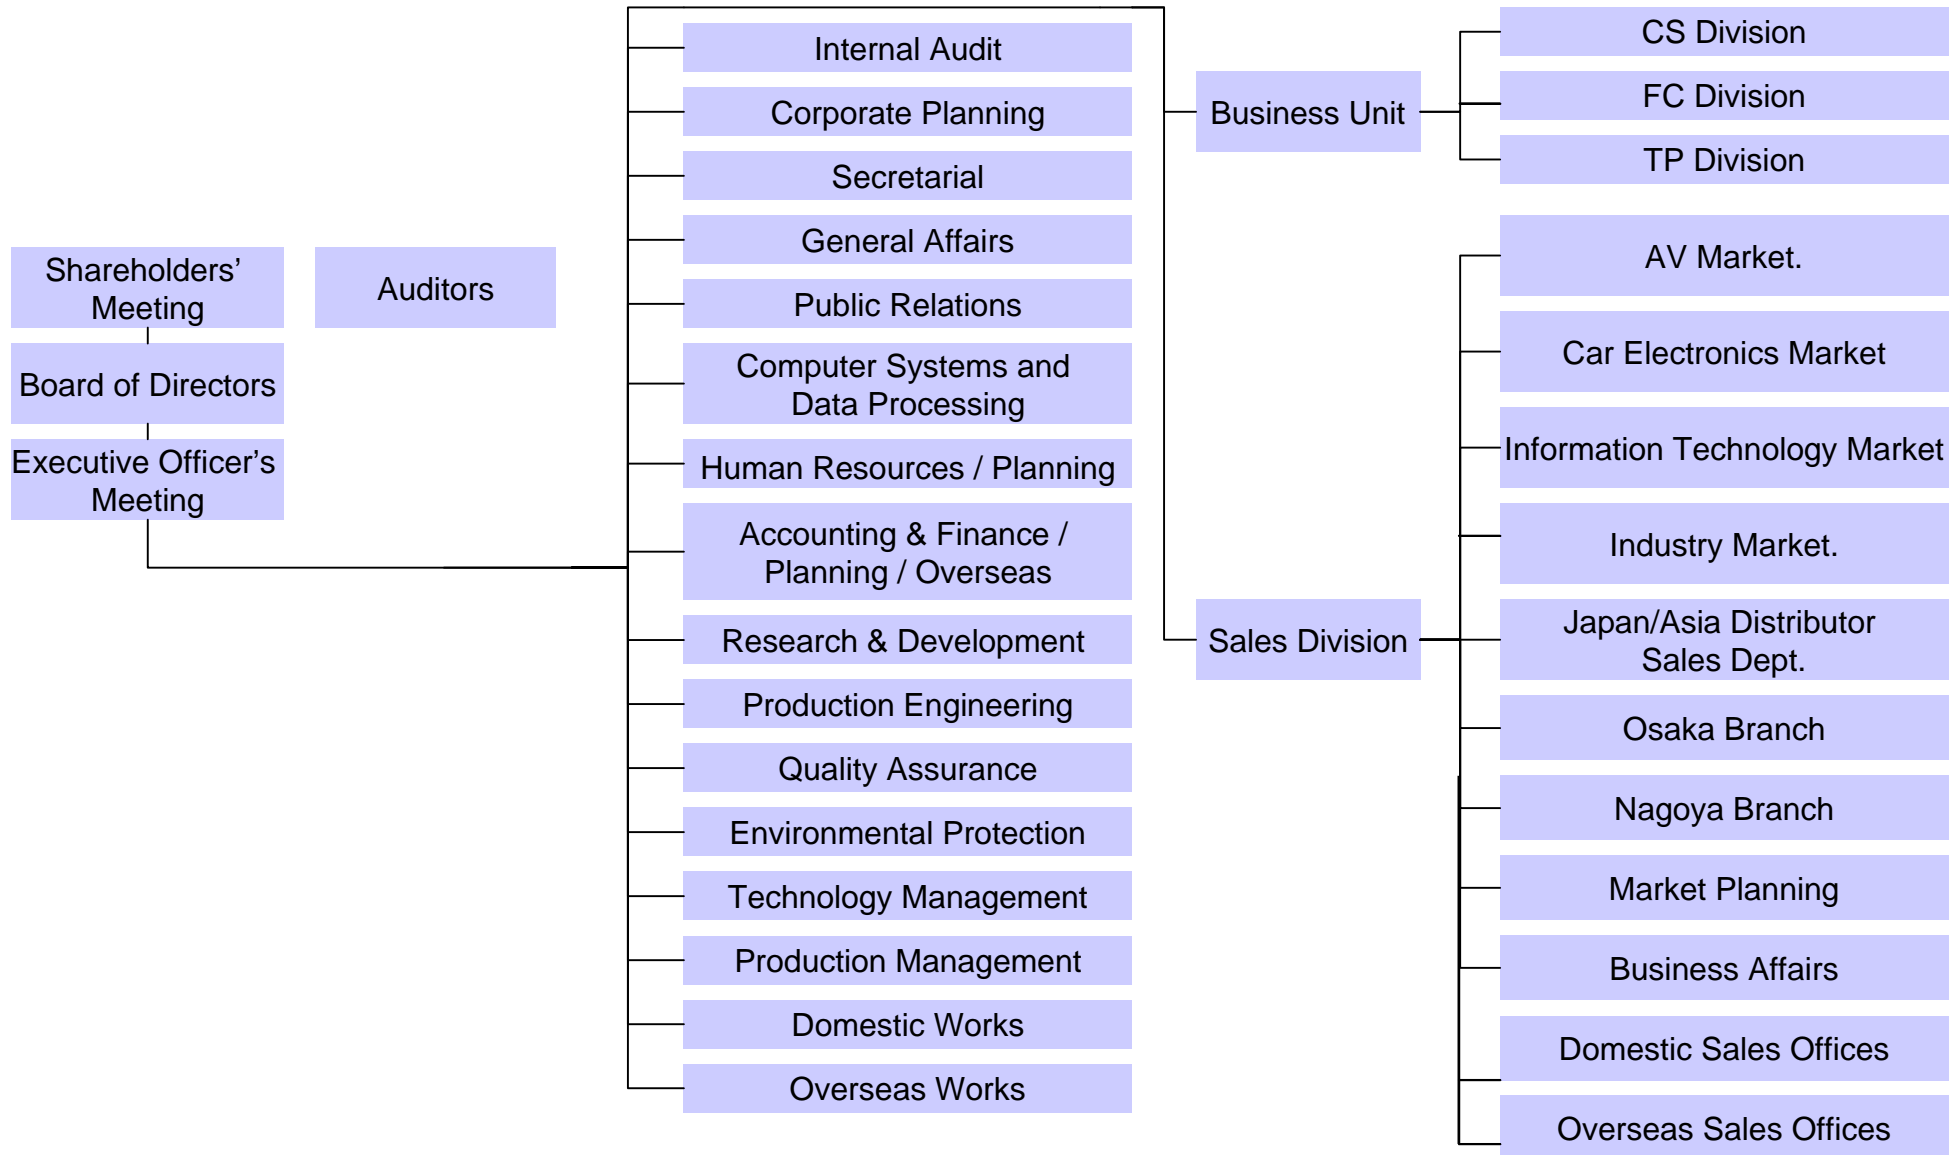 Shareholders’
Meeting
Board of Directors
Executive Officer’s
Meeting
Auditors
Internal Audit
Corporate Planning
Secretarial
General Affairs
Public Relations
Computer Systems and
Data Processing
Human Resources / Planning
Accounting & Finance /
Planning / Overseas
Research & Development
Production Engineering
Quality Assurance
Environmental Protection
Technology Management
Production Management
Domestic Works
Overseas Works
Business Unit
Sales Division
CS Division
FC Division
TP Division
AV Market.
Car Electronics Market
Information Technology Market
Industry Market.
Japan/Asia Distributor
Sales Dept.
Osaka Branch
Nagoya Branch
Market Planning
Business Affairs
Domestic Sales Offices
Overseas Sales Offices